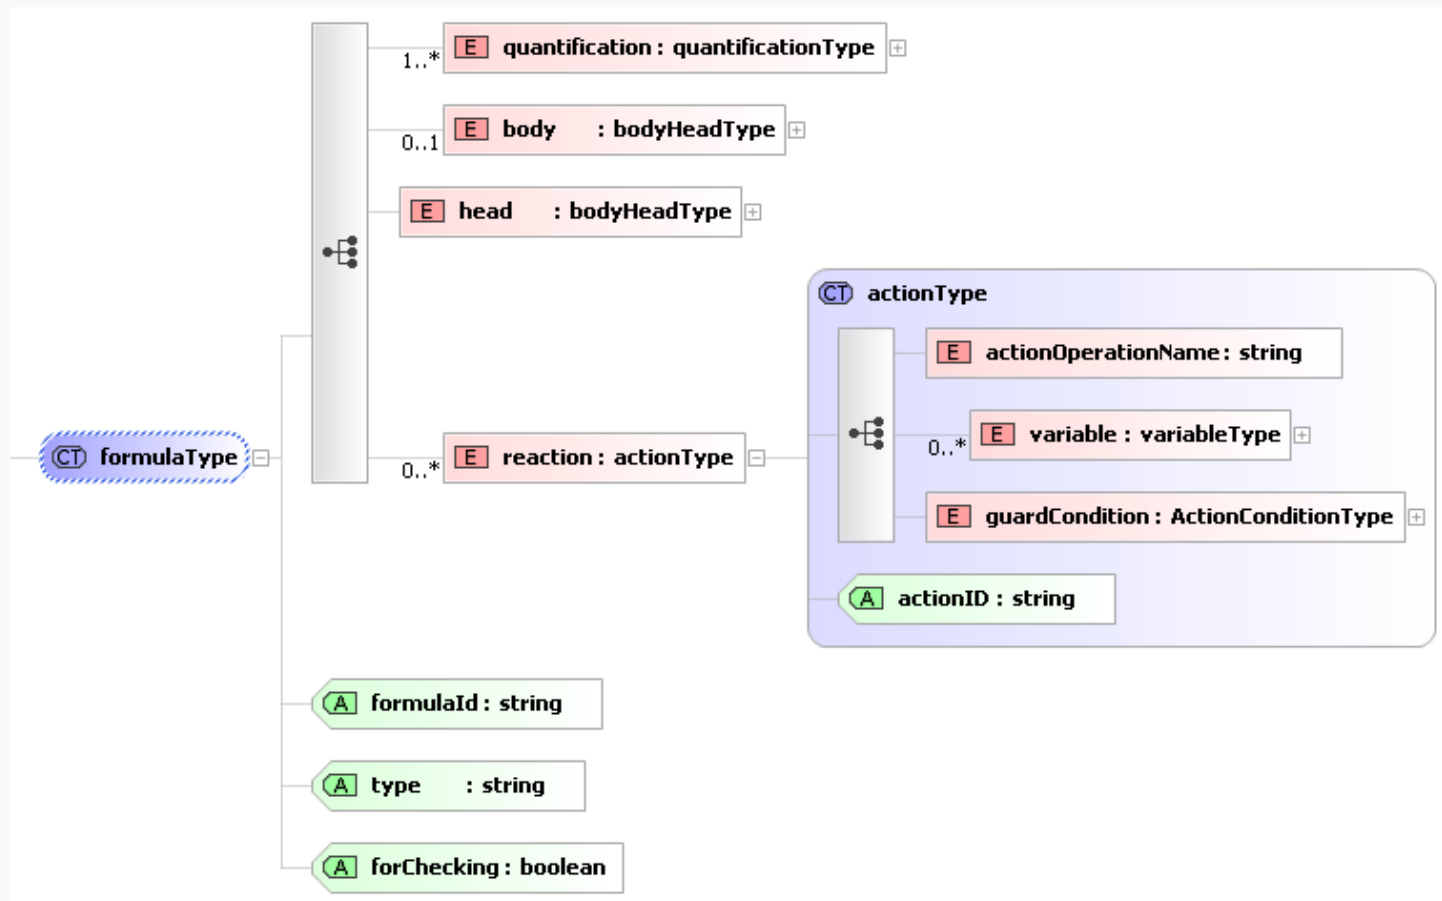 1..* E quantification : quantificationType
0..1 E body : bodyHeadType
E head : bodyHeadType
CT actionType
E actionOperationName : string
0..* E variable : variableType
CT formulaType
0..* E reaction : actionType
E guardCondition : ActionConditionType
A actionID : string
A formulaId : string
A type : string
A forChecking : boolean